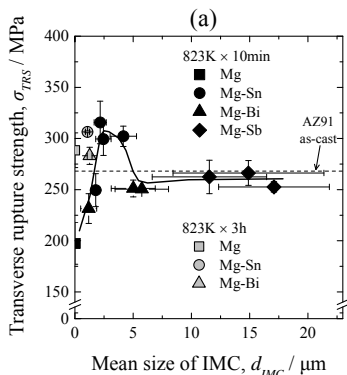 (a)
Transverse rupture strength, σTRS / MPa
400
350
300
250
200
150
0
823K × 10min
Mg
Mg-Sn
Mg-Bi
Mg-Sb
AZ91
as-cast
823K × 3h
Mg
Mg-Sn
Mg-Bi
0 5 10 15 20
Mean size of IMC, dIMC / μm